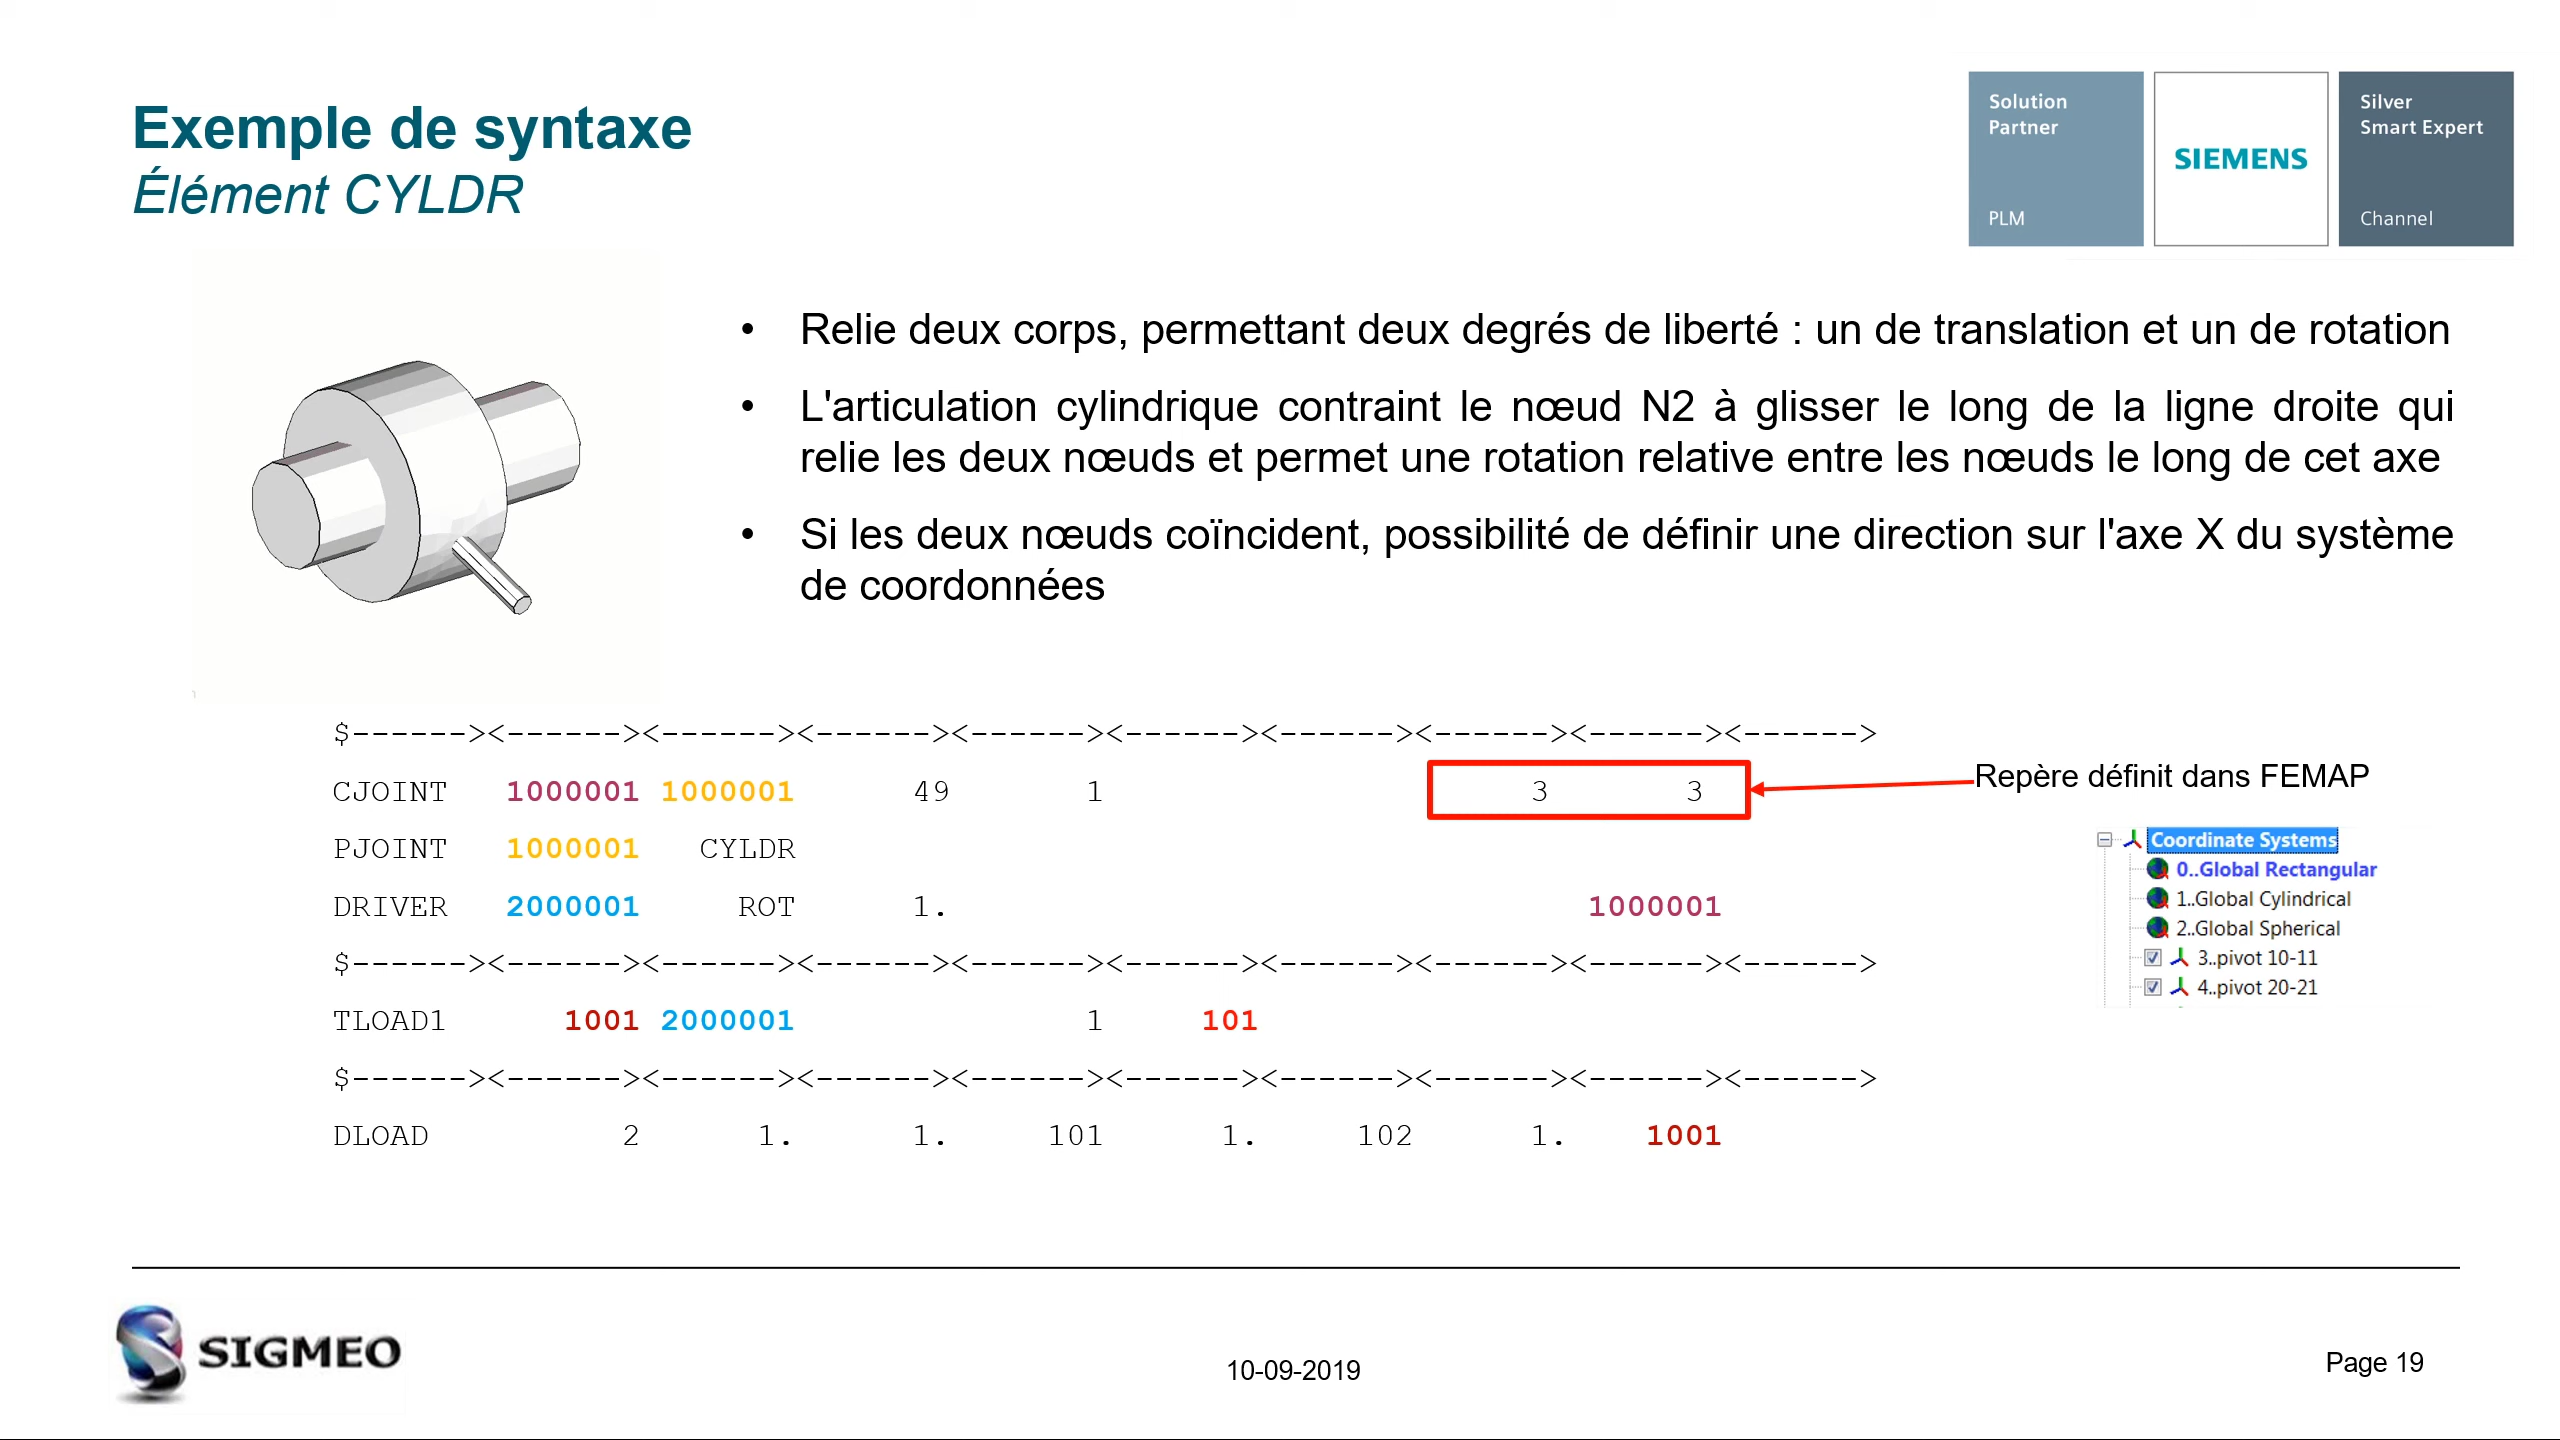 Exemple de syntaxe
Élément CYLDR
Solution
Partner
PLM
SIEMENS
Silver
Smart Expert
Channel
• Relie deux corps, permettant deux degrés de liberté : un de translation et un de rotation
• L'articulation cylindrique contraint le nœud N2 à glisser le long de la ligne droite qui
relie les deux nœuds et permet une rotation relative entre les nœuds le long de cet axe
• Si les deux nœuds coïncident, possibilité de définir une direction sur l'axe X du système
de coordonnées
$------><------><------><------><------><------><------><------><------><------>
CJOINT 1000001 1000001 49 1 3 3
Repère définit dans FEMAP
PJOINT 1000001 CYLDR
DRIVER 2000001 ROT 1. 1000001
$------><------><------><------><------><------><------><------><------><------>
TLOAD1 1001 2000001 1 101
$------><------><------><------><------><------><------><------><------><------>
DLOAD 2 1. 1. 101 1. 102 1. 1001
Coordinate Systems
0..Global Rectangular
1..Global Cylindrical
2..Global Spherical
3..pivot 10-11
4..pivot 20-21
SIGMEO
10-09-2019
Page 19